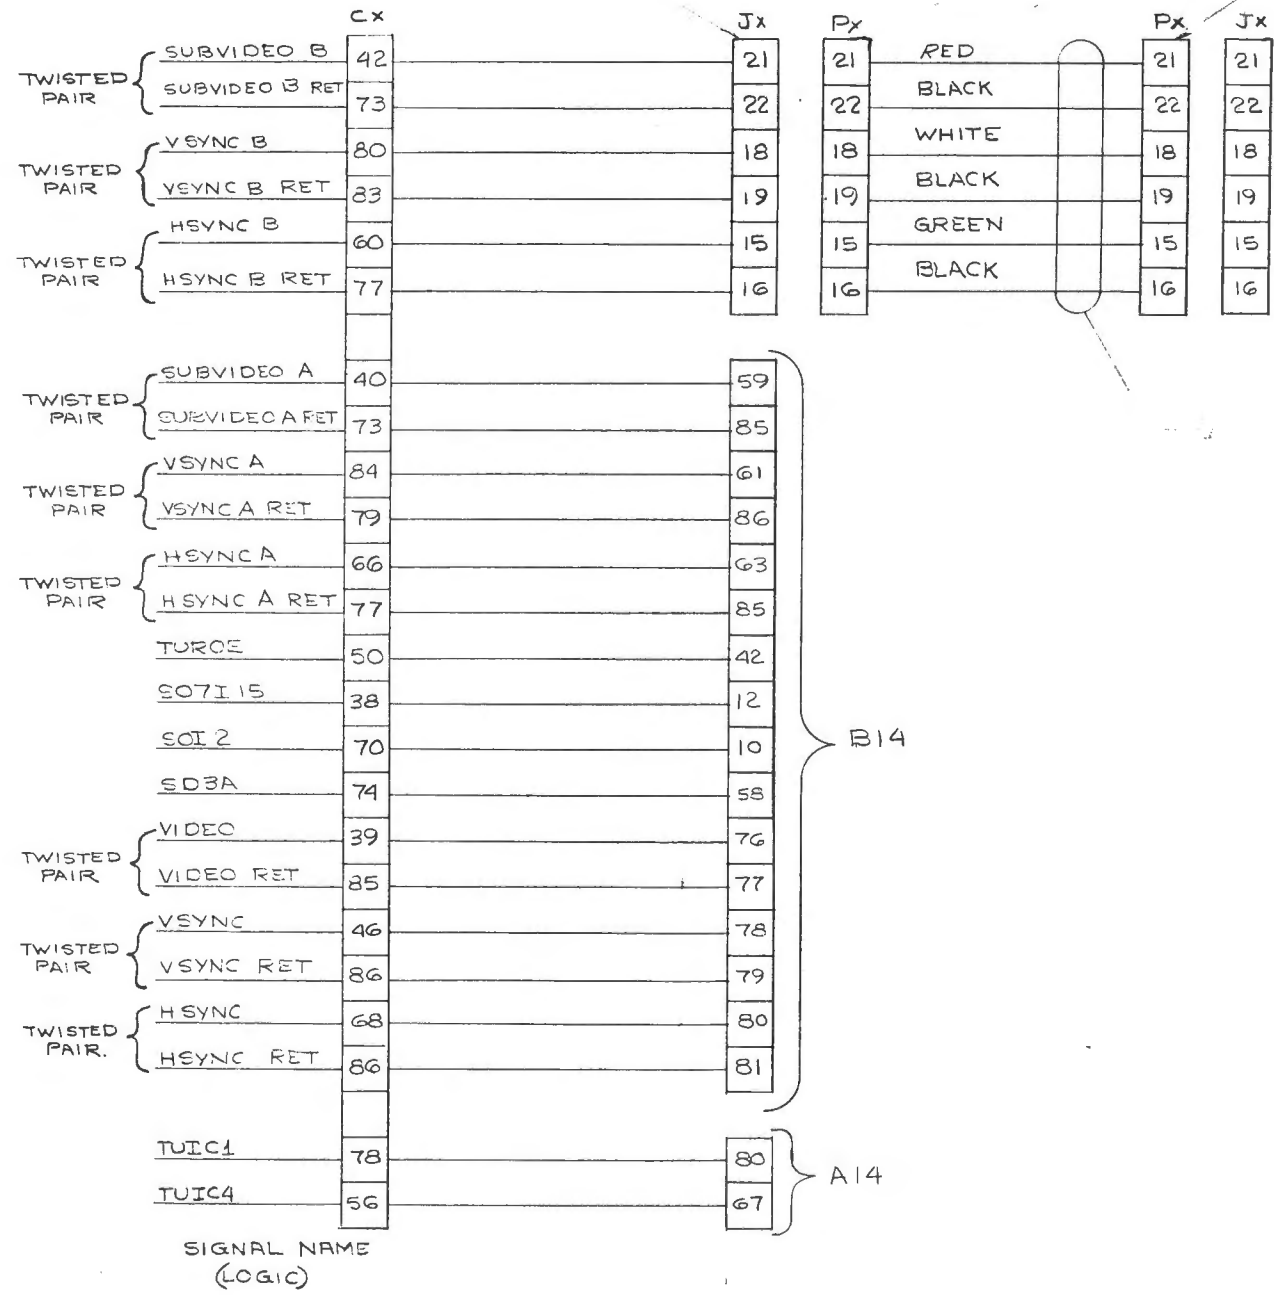 Cx Jx Px Px Jx
TWISTED PAIR SUBVIDEO B 42 21 21 RED 21 21
SUBVIDEO B RET 73 22 22 BLACK 22 22
TWISTED PAIR VSYNC B 80 18 18 WHITE 18 18
VSYNC B RET 83 19 19 BLACK 19 19
TWISTED PAIR HSYNC B 60 15 15 GREEN 15 15
HSYNC B RET 77 16 16 BLACK 16 16
TWISTED PAIR SUBVIDEO A 40 59
SUBVIDEO A RET 73 85
TWISTED PAIR VSYNC A 84 61
VSYNC A RET 79 86
TWISTED PAIR HSYNC A 66 63
HSYNC A RET 77 85
TUROE 50 42
SO7I 15 38 12
SOI 2 70 10 B14
SD3A 74 58
TWISTED PAIR VIDEO 39 76
VIDEO RET 85 77
TWISTED PAIR VSYNC 46 78
VSYNC RET 86 79
TWISTED PAIR. HSYNC 68 80
HSYNC RET 86 81
TUIC1 78 80 A14
TUIC4 56 67
SIGNAL NAME
(LOGIC)